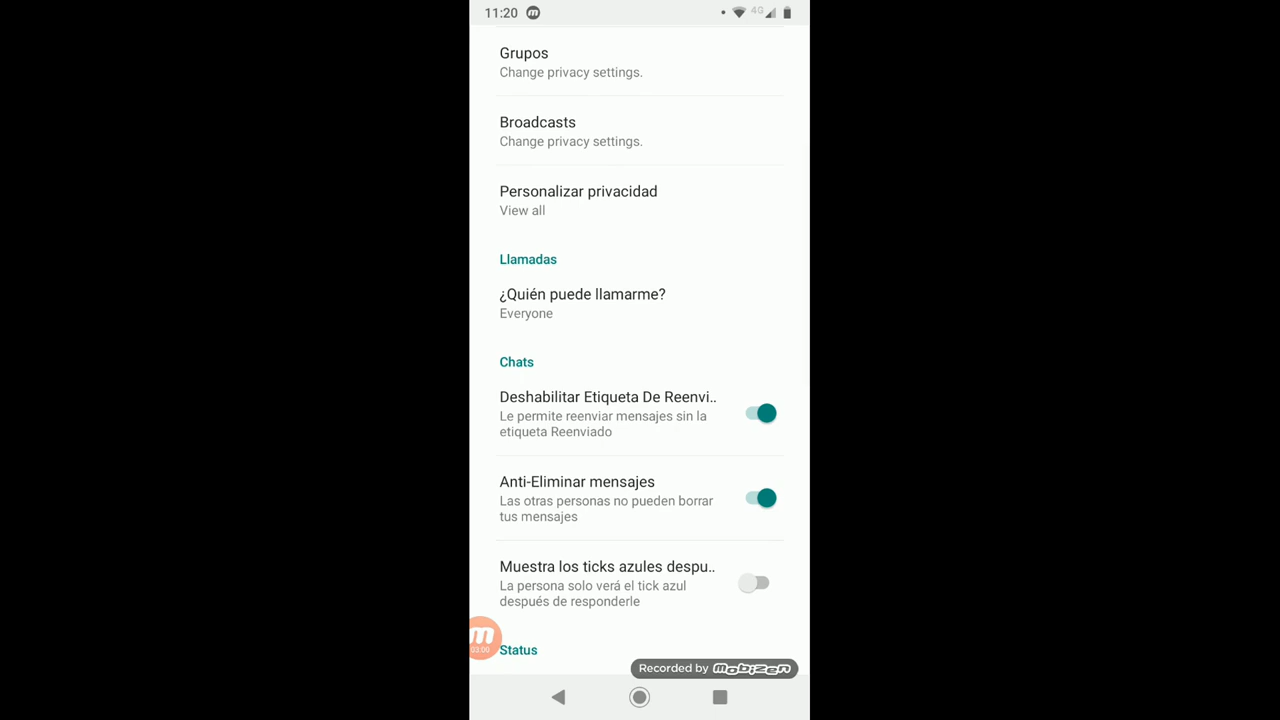 11:20
4G
Grupos
Change privacy settings.
Broadcasts
Change privacy settings.
Personalizar privacidad
View all
Llamadas
¿Quién puede llamarme?
Everyone
Chats
Deshabilitar Etiqueta De Reenvi..
Le permite reenviar mensajes sin la
etiqueta Reenviado
Anti-Eliminar mensajes
Las otras personas no pueden borrar
tus mensajes
Muestra los ticks azules despu..
La persona solo verá el tick azul
después de responderle
03:00
Status
Recorded by mobizen